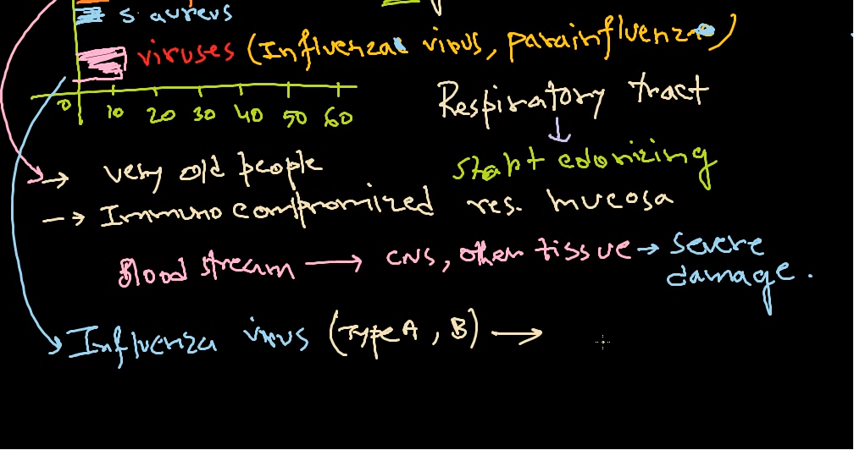 s aureus
viruses (Influenza virus, parainfluenza)
0 10 20 30 40 50 60
Respiratory tract
→ very old people
start colonizing
→ Immunocompromized
res. mucosa
Blood stream → CNS, other tissue → severe damage.
Influenza virus (Type A, B) →